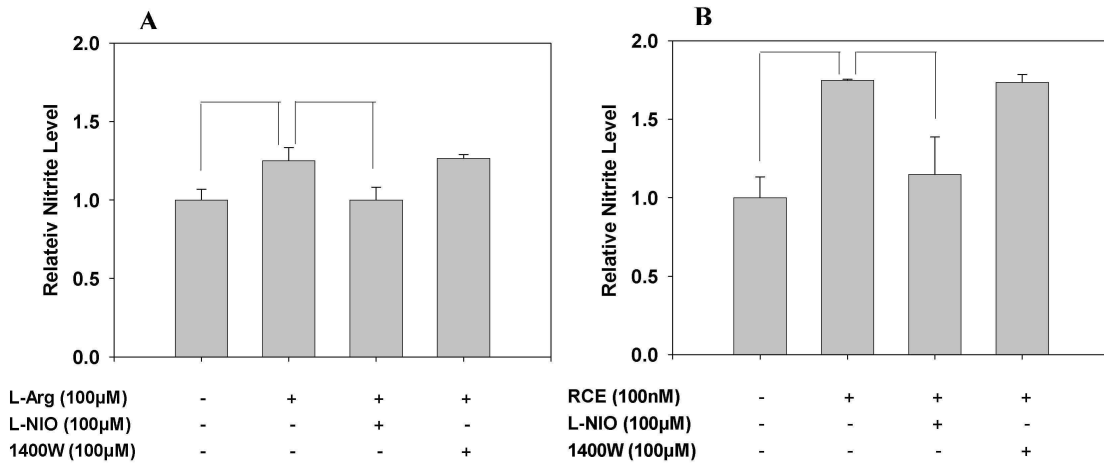 A
Relateiv Nitrite Level
2.0
1.5
1.0
0.5
0.0
L-Arg (100µM) - + + +
L-NIO (100µM) - - + -
1400W (100µM) - - - +
B
Relative Nitrite Level
2.0
1.5
1.0
0.5
0.0
RCE (100nM) - + + +
L-NIO (100µM) - - + -
1400W (100µM) - - - +